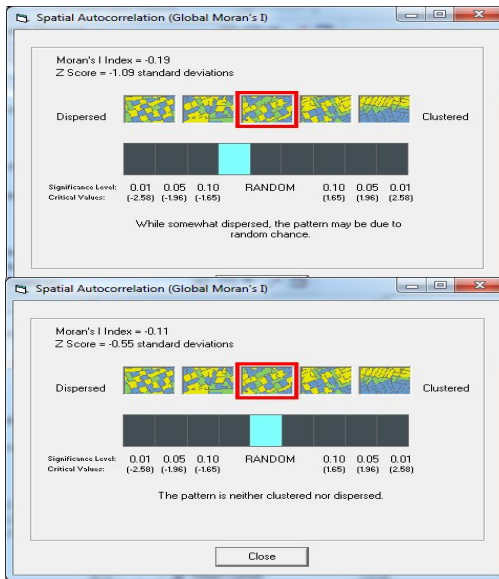 Spatial Autocorrelation (Global Moran's I)
Moran's I Index = -0.19
Z Score = -1.09 standard deviations
Dispersed Clustered
Significance Level: 0.01 0.05 0.10 RANDOM 0.10 0.05 0.01
Critical Values: (-2.58) (-1.96) (-1.65) (1.65) (1.96) (2.58)
While somewhat dispersed, the pattern may be due to
random chance.
Spatial Autocorrelation (Global Moran's I)
Moran's I Index = -0.11
Z Score = -0.55 standard deviations
Dispersed Clustered
Significance Level: 0.01 0.05 0.10 RANDOM 0.10 0.05 0.01
Critical Values: (-2.58) (-1.96) (-1.65) (1.65) (1.96) (2.58)
The pattern is neither clustered nor dispersed.
Close